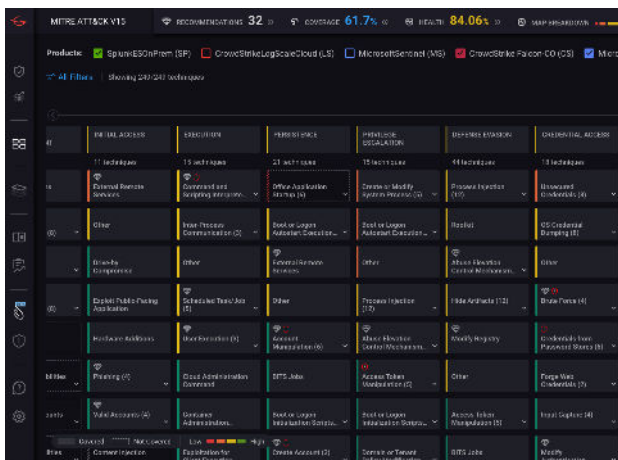 MITRE ATT&CK V15
RECOMMENDATIONS 32
COVERAGE 61.7%
HEALTH 84.06%
MAP BREAKDOWN
Products:
SplunkESOnPrem (SP)
CrowdStrikeLogScaleCloud (LS)
MicrosoftSentinel (MS)
CrowdStrike Falcon-CO (CS)
All Filters
Showing 249/249 techniques
INITIAL ACCESS
EXECUTION
PERSISTENCE
PRIVILEGE
ESCALATION
DEFENSE EVASION
CREDENTIAL ACCESS
11 techniques
15 techniques
21 techniques
15 techniques
44 techniques
18 techniques
External Remote
Services
Command and
Scripting Interprete...
Office Application
Startup (6)
Create or Modify
System Process (5)
Process Injection
(12)
Unsecured
Credentials (8)
Other
Inter-Process
Communication (3)
Boot or Logon
Autostart Execution...
Boot or Logon
Autostart Execution...
Rootkit
OS Credential
Dumping (8)
Drive-by
Compromise
Other
External Remote
Services
Other
Abuse Elevation
Control Mechanism...
Other
Exploit Public-Facing
Application
Scheduled Task/Job
(5)
Other
Process Injection
(12)
Hide Artifacts (12)
Brute Force (4)
Hardware Additions
User Execution (3)
Account
Manipulation (6)
Abuse Elevation
Control Mechanism...
Modify Registry
Credentials from
Password Stores (6)
Phishing (4)
Cloud Administration
Command
BITS Jobs
Access Token
Manipulation (5)
Other
Forge Web
Credentials (2)
Valid Accounts (4)
Container
Administration...
Boot or Logon
Initialization Scripts...
Boot or Logon
Initialization Scripts...
Access Token
Manipulation (5)
Input Capture (4)
Covered
Not Covered
Low
High
Content Injection
Exploitation for
Create Account (3)
Domain or Tenant
BITS Jobs
Modify